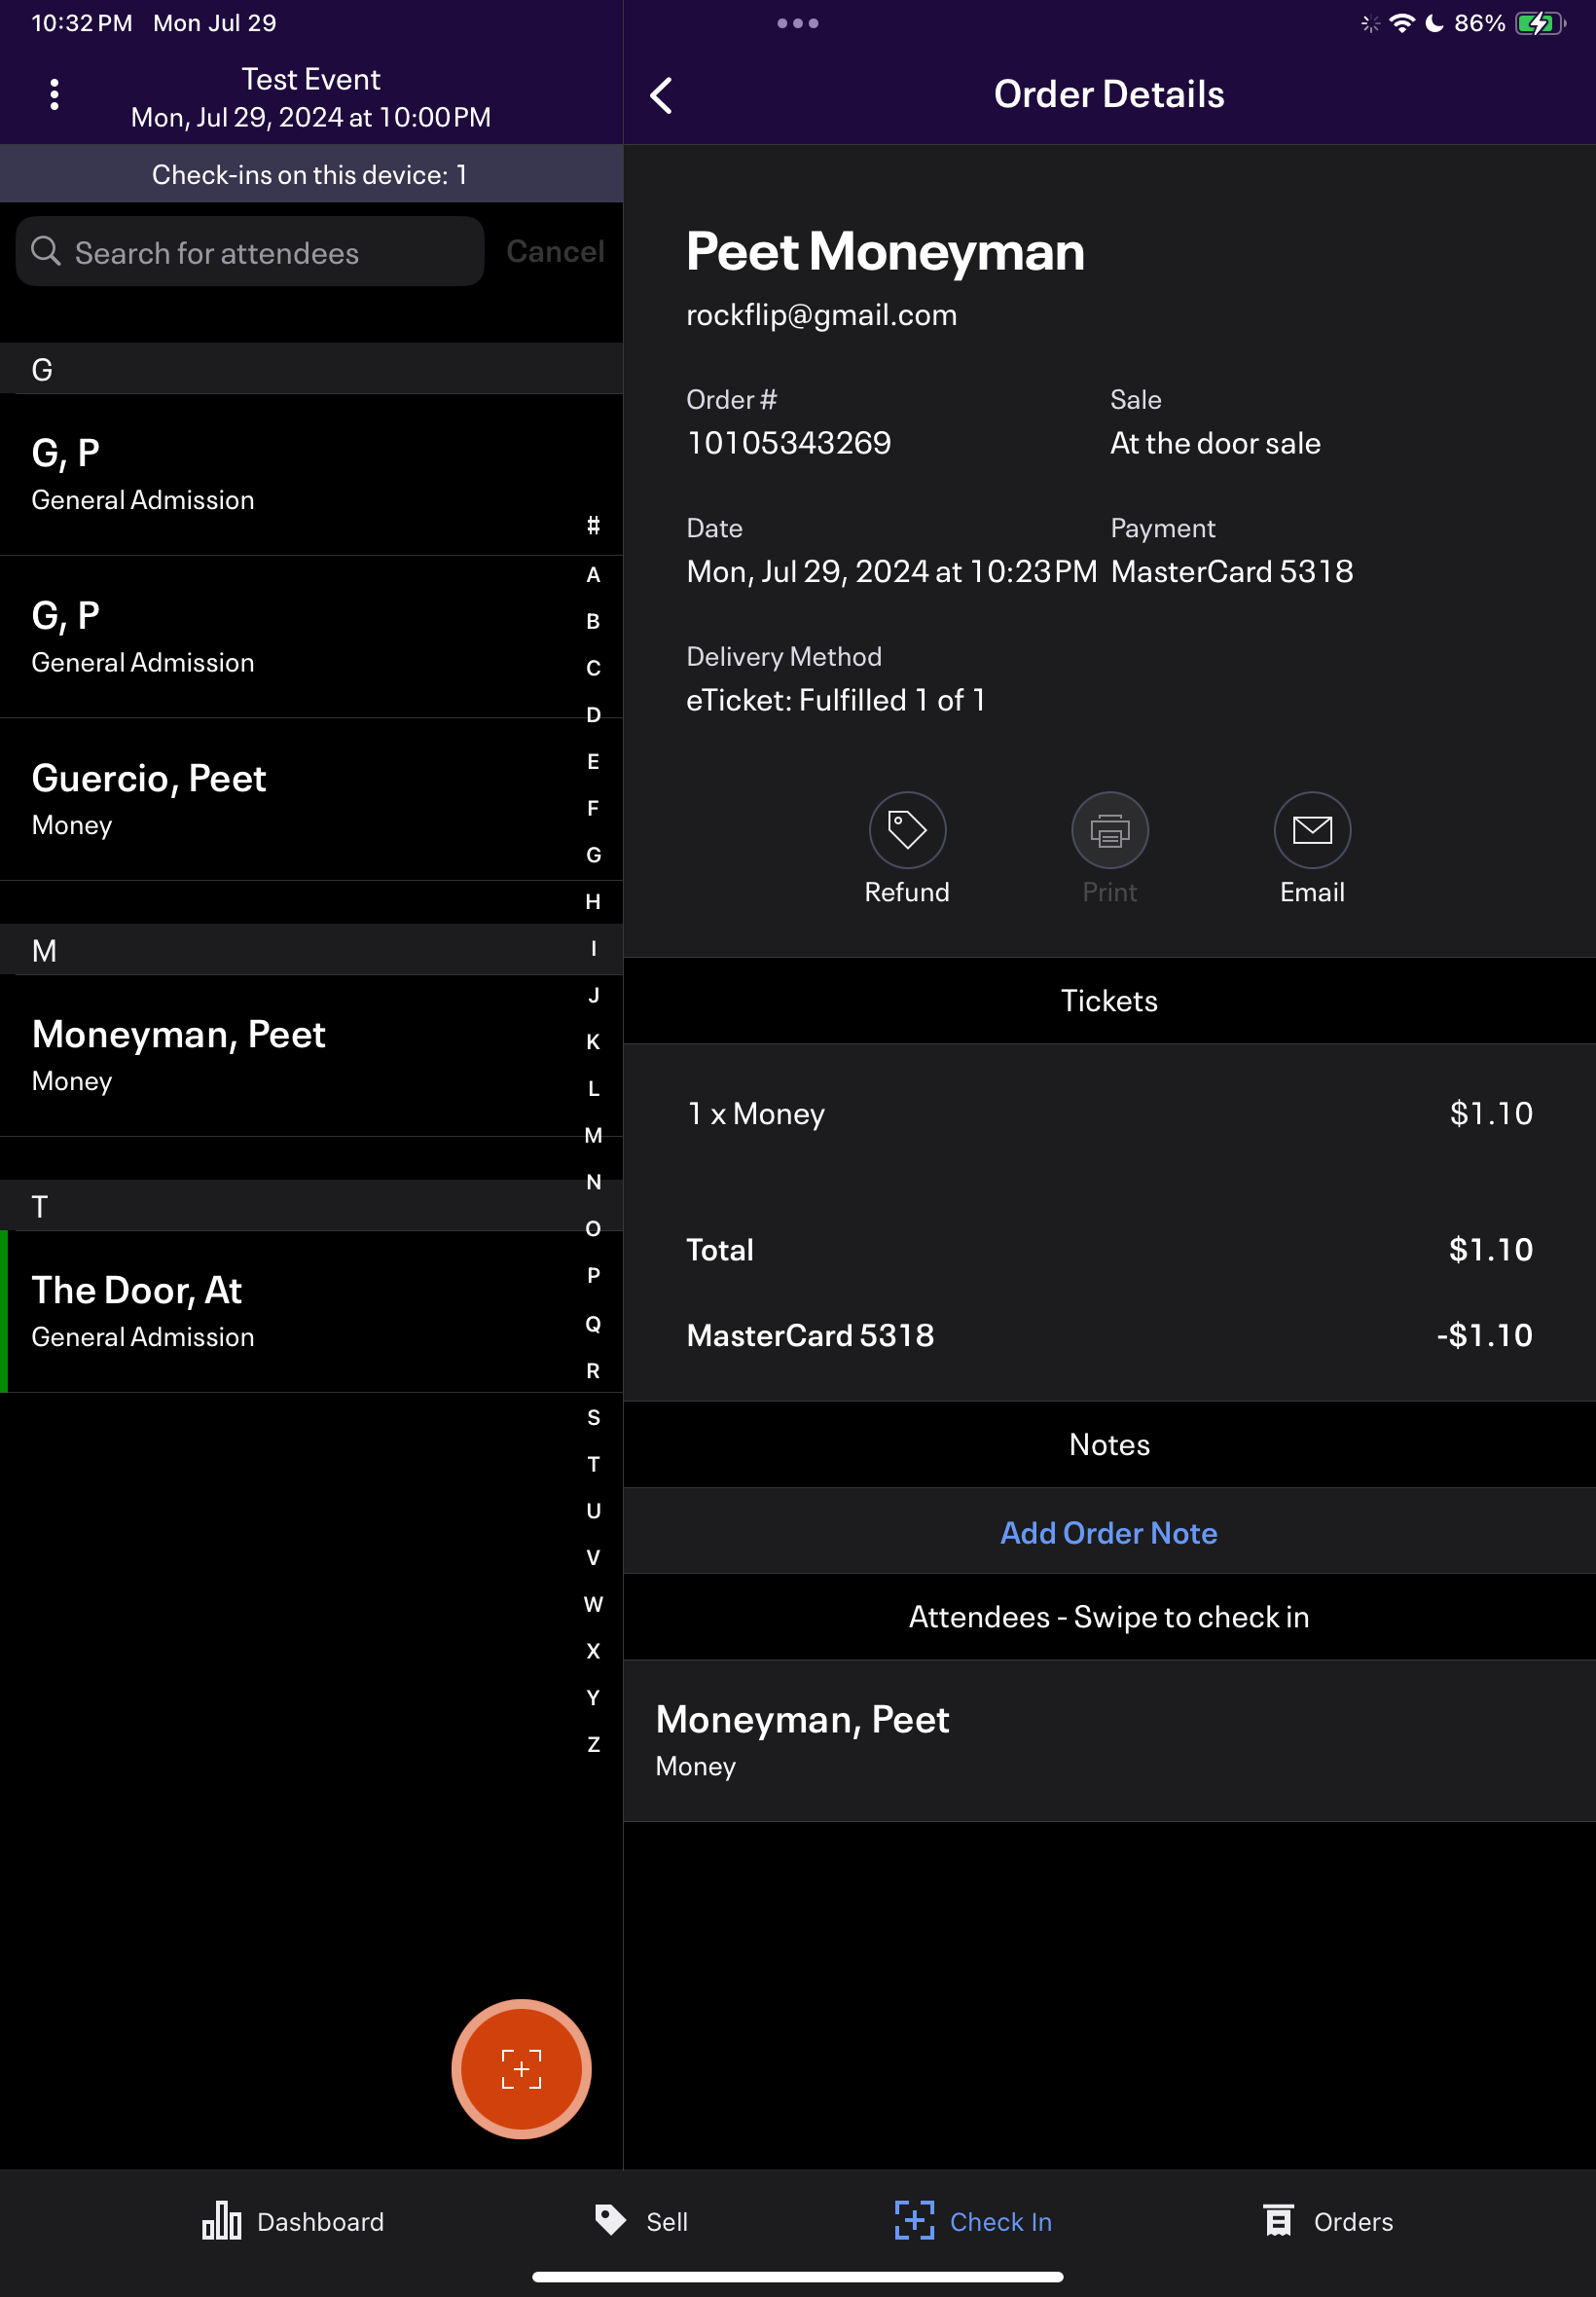 10:32 PM Mon Jul 29
86%
Test Event
Mon, Jul 29, 2024 at 10:00 PM
Check-ins on this device: 1
Search for attendees
Cancel
G
G, P
General Admission
G, P
General Admission
Guercio, Peet
Money
M
Moneyman, Peet
Money
T
The Door, At
General Admission
#
A
B
C
D
E
F
G
H
I
J
K
L
M
N
O
P
Q
R
S
T
U
V
W
X
Y
Z
Order Details
Peet Moneyman
rockflip@gmail.com
Order #
10105343269
Sale
At the door sale
Date
Mon, Jul 29, 2024 at 10:23 PM
Payment
MasterCard 5318
Delivery Method
eTicket: Fulfilled 1 of 1
Refund
Print
Email
Tickets
1 x Money $1.10
Total $1.10
MasterCard 5318 -$1.10
Notes
Add Order Note
Attendees - Swipe to check in
Moneyman, Peet
Money
Dashboard
Sell
Check In
Orders